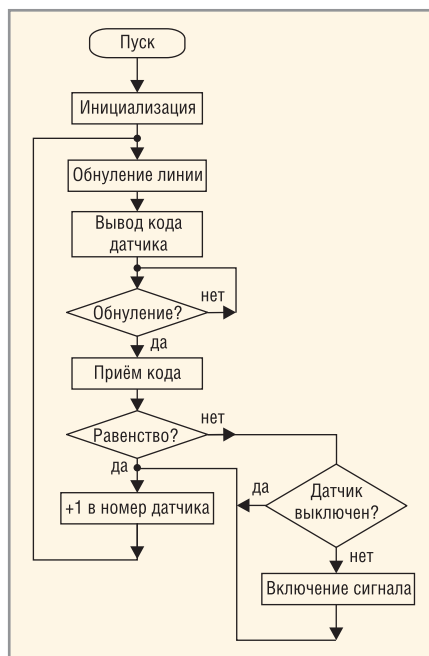 Пуск
Инициализация
Обнуление линии
Вывод кода
датчика
нет
Обнуление?
да
Приём кода
нет
Равенство?
да
+1 в номер датчика
да
Датчик
выключен?
нет
Включение сигнала